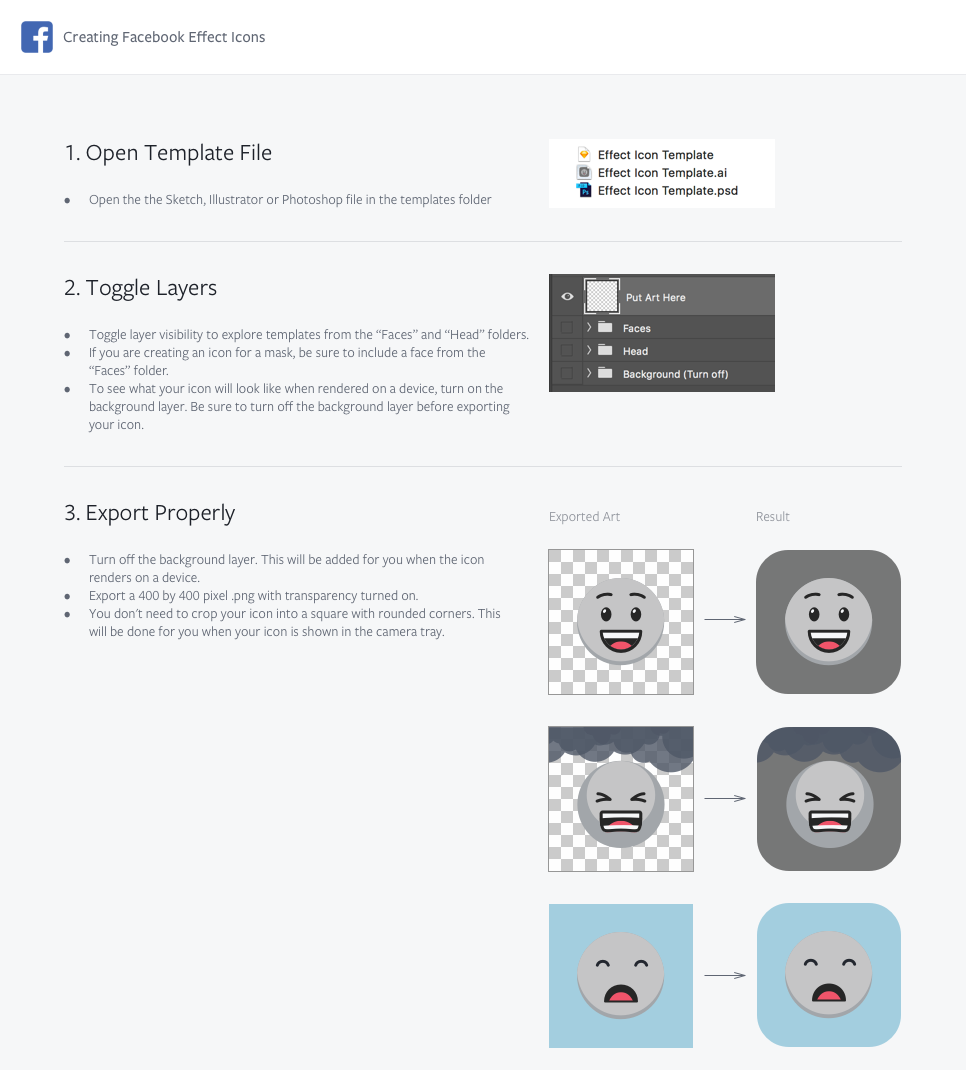 Creating Facebook Effect Icons
1. Open Template File
• Open the the Sketch, Illustrator or Photoshop file in the templates folder
Effect Icon Template
Effect Icon Template.ai
Effect Icon Template.psd
2. Toggle Layers
• Toggle layer visibility to explore templates from the “Faces” and “Head” folders.
• If you are creating an icon for a mask, be sure to include a face from the
“Faces” folder.
• To see what your icon will look like when rendered on a device, turn on the
background layer. Be sure to turn off the background layer before exporting
your icon.
Put Art Here
Faces
Head
Background (Turn off)
3. Export Properly
• Turn off the background layer. This will be added for you when the icon
renders on a device.
• Export a 400 by 400 pixel .png with transparency turned on.
• You don't need to crop your icon into a square with rounded corners. This
will be done for you when your icon is shown in the camera tray.
Exported Art
Result